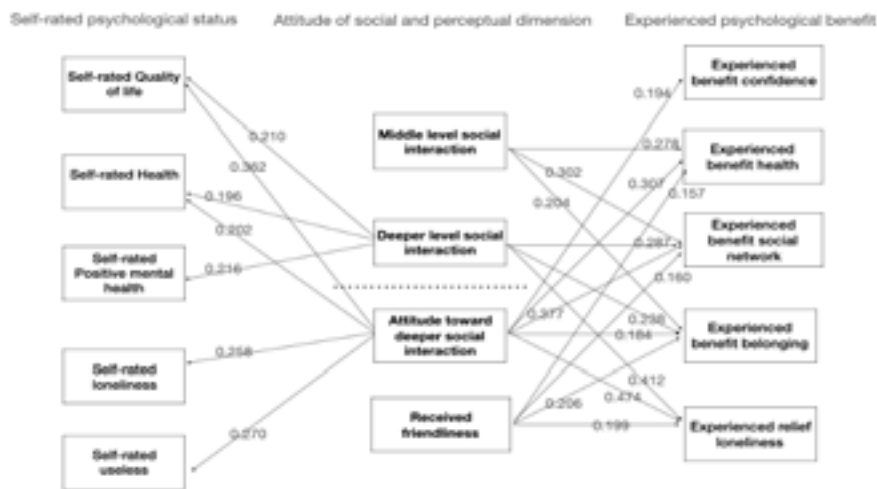 Self-rated psychological status
Attitude of social and perceptual dimension
Experienced psychological benefit
Self-rated Quality
of life
Self-rated Health
Self-rated
Positive mental
health
Self-rated
loneliness
Self-rated
useless
0.210
0.362
0.196
0.202
0.216
0.258
0.270
Middle level social
interaction
Deeper level social
interaction
Attitude toward
deeper social
interaction
Received
friendliness
0.194
0.278
0.302
0.307
0.157
0.204
0.287
0.160
0.377
0.238
0.184
0.412
0.474
0.206
0.199
Experienced
benefit confidence
Experienced
benefit health
Experienced
benefit social
network
Experienced
benefit belonging
Experienced relief
loneliness